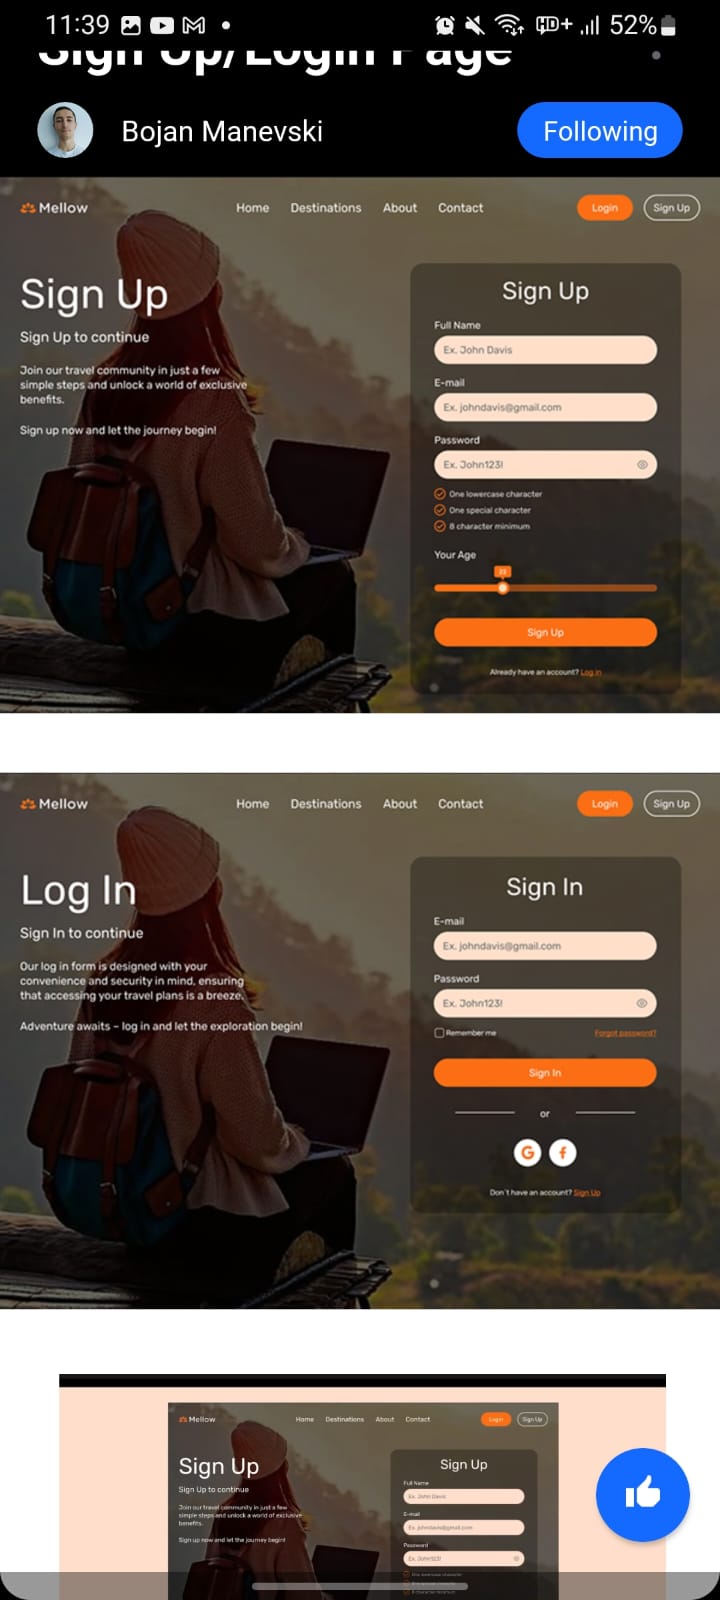 11:39
52%
Sign Up/Login Page
Bojan Manevski
Following
Mellow
Home Destinations About Contact
Login Sign Up
Sign Up
Sign Up to continue
Join our travel community in just a few
simple steps and unlock a world of exclusive
benefits.
Sign up now and let the journey begin!
Sign Up
Full Name
Ex. John Davis
E-mail
Ex. johndavis@gmail.com
Password
Ex. John123!
One lowercase character
One special character
8 character minimum
Your Age
Sign Up
Already have an account? Log in
Mellow
Home Destinations About Contact
Login Sign Up
Log In
Sign In to continue
Our log in form is designed with your
convenience and security in mind, ensuring
that accessing your travel plans is a breeze.
Adventure awaits – log in and let the exploration begin!
Sign In
E-mail
Ex. johndavis@gmail.com
Password
Ex. John123!
Remember me Forgot password?
Sign In
or
G f
Don't have an account? Sign Up
Mellow
Home Destinations About Contact
Login Sign Up
Sign Up
Sign Up to continue
Join our travel community in just a few
simple steps and unlock a world of exclusive
benefits.
Sign up now and let the journey begin!
Sign Up
Full Name
Ex. John Davis
E-mail
Ex. johndavis@gmail.com
Password
Ex. John123!
One lowercase character
One special character
8 character minimum